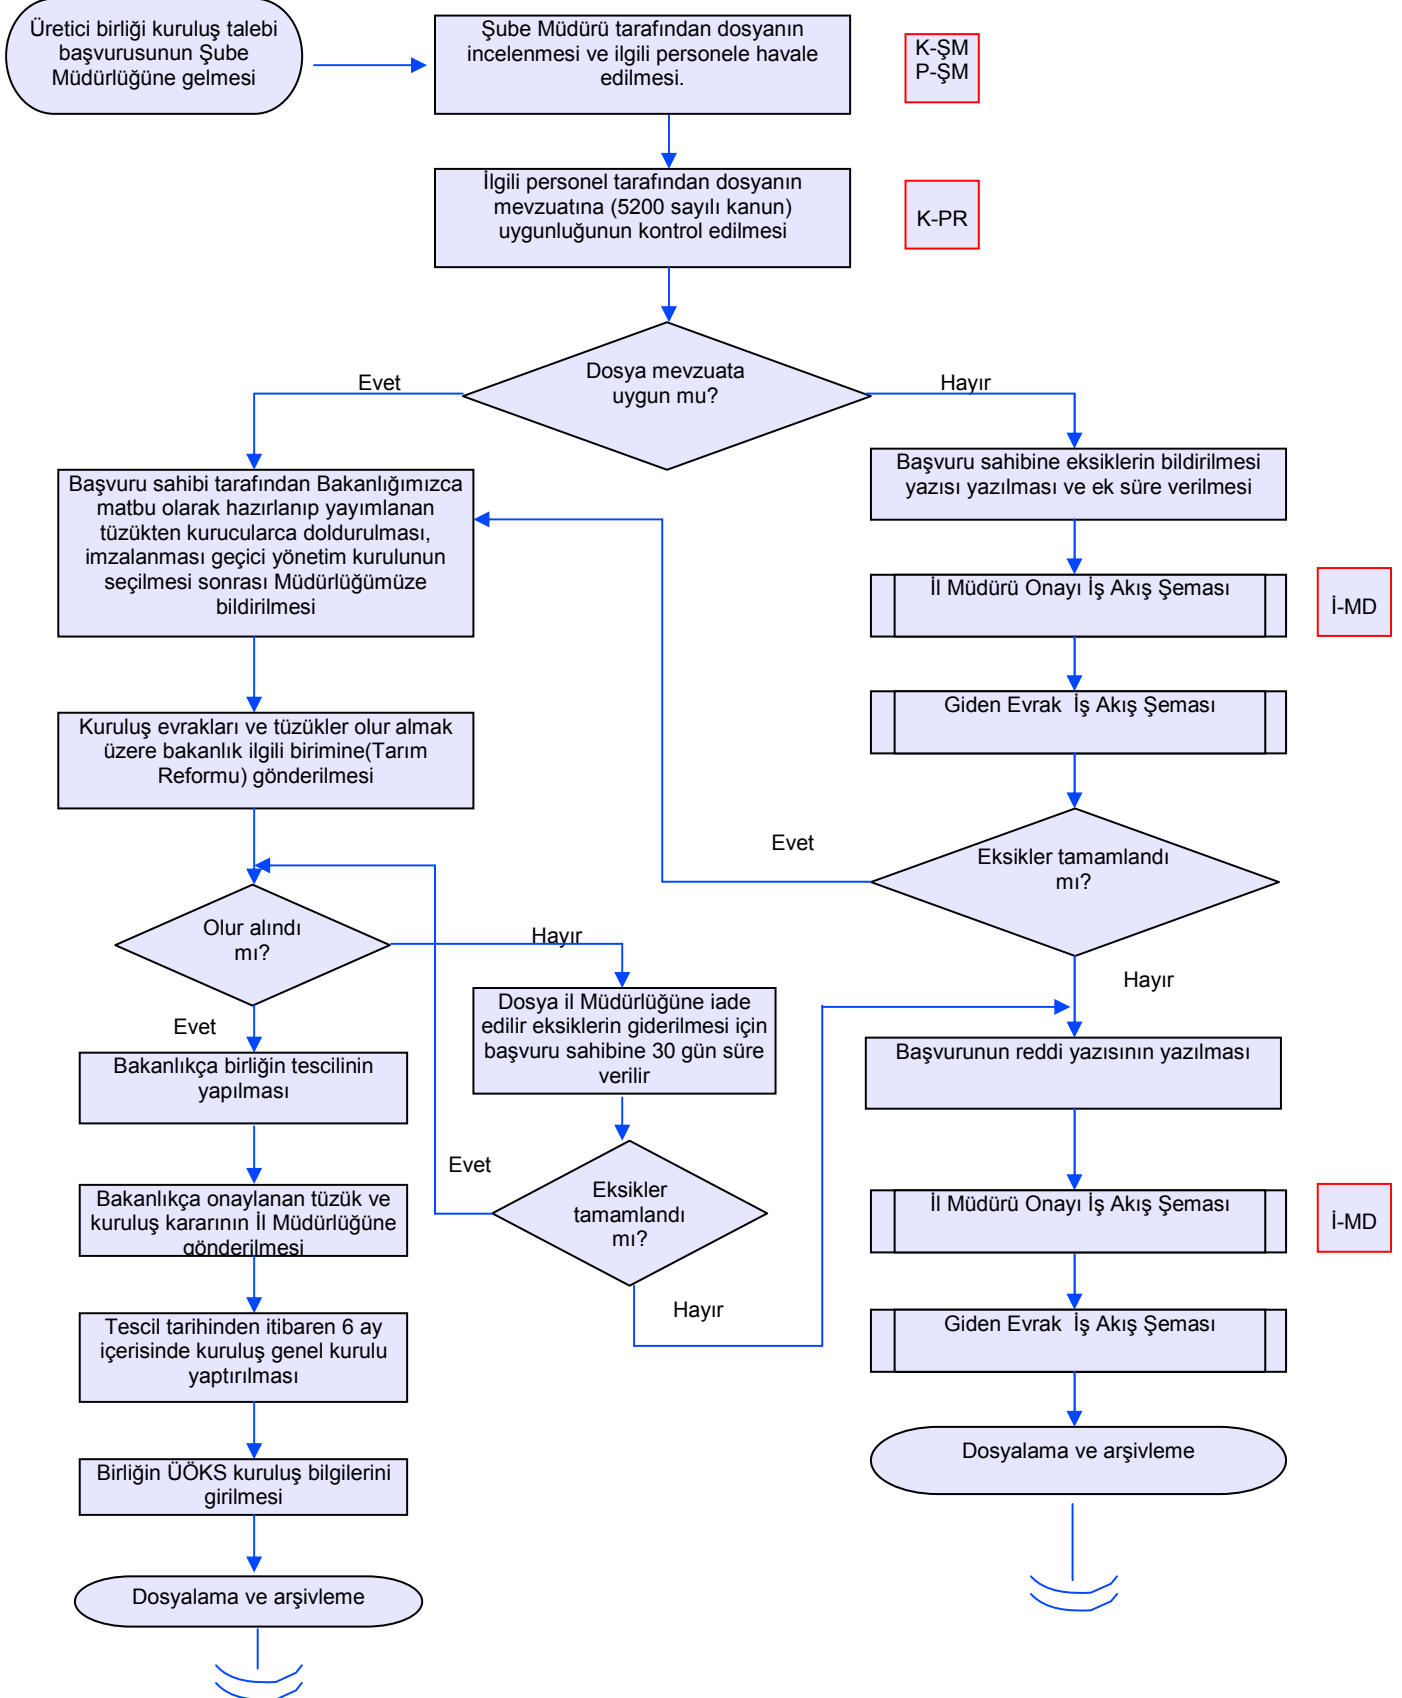 Üretici birliği kuruluş talebi
başvurusunun Şube
Müdürlüğüne gelmesi
Şube Müdürü tarafından dosyanın
incelenmesi ve ilgili personele havale
edilmesi.
K-ŞM
P-ŞM
İlgili personel tarafından dosyanın
mevzuatına (5200 sayılı kanun)
uygunluğunun kontrol edilmesi
K-PR
Dosya mevzuata
uygun mu?
Evet
Hayır
Başvuru sahibi tarafından Bakanlığımızca
matbu olarak hazırlanıp yayımlanan
tüzükten kurucularca doldurulması,
imzalanması geçici yönetim kurulunun
seçilmesi sonrası Müdürlüğümüze
bildirilmesi
Başvuru sahibine eksiklerin bildirilmesi
yazısı yazılması ve ek süre verilmesi
İl Müdürü Onayı İş Akış Şeması
İ-MD
Giden Evrak  İş Akış Şeması
Kuruluş evrakları ve tüzükler olur almak
üzere bakanlık ilgili birimine(Tarım
Reformu) gönderilmesi
Evet
Eksikler tamamlandı
mı?
Hayır
Olur alındı
mı?
Hayır
Evet
Dosya il Müdürlüğüne iade
edilir eksiklerin giderilmesi için
başvuru sahibine 30 gün süre
verilir
Başvurunun reddi yazısının yazılması
Bakanlıkça birliğin tescilinin
yapılması
Evet
Eksikler
tamamlandı
mı?
Hayır
Bakanlıkça onaylanan tüzük ve
kuruluş kararının İl Müdürlüğüne
gönderilmesi
İl Müdürü Onayı İş Akış Şeması
İ-MD
Tescil tarihinden itibaren 6 ay
içerisinde kuruluş genel kurulu
yaptırılması
Giden Evrak  İş Akış Şeması
Birliğin ÜÖKS kuruluş bilgilerini
girilmesi
Dosyalama ve arşivleme
Dosyalama ve arşivleme